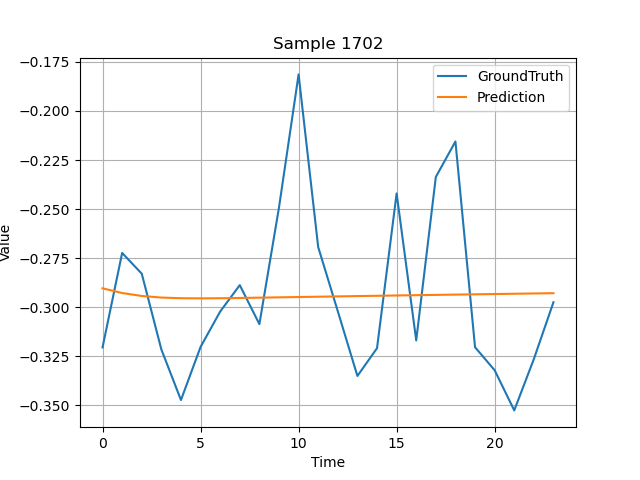 Sample 1702
GroundTruth
Prediction
−0.175
−0.200
−0.225
−0.250
−0.275
−0.300
−0.325
−0.350
Value
0 5 10 15 20
Time